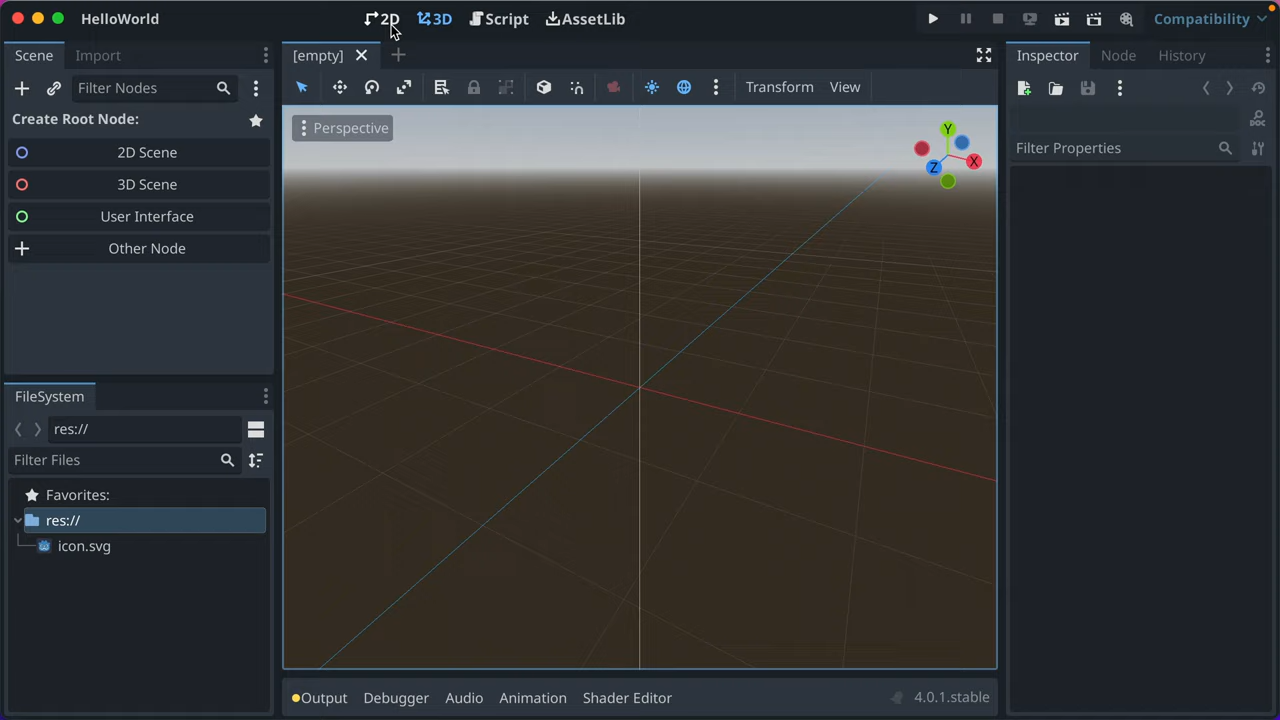 HelloWorld
2D 3D Script AssetLib
Compatibility
Scene Import
[empty]
Inspector Node History
Filter Nodes
Transform View
Create Root Node:
Perspective
Y
X
Z
DOC
Filter Properties
2D Scene
3D Scene
User Interface
Other Node
FileSystem
res://
Filter Files
Favorites:
res://
icon.svg
Output Debugger Audio Animation Shader Editor
4.0.1.stable